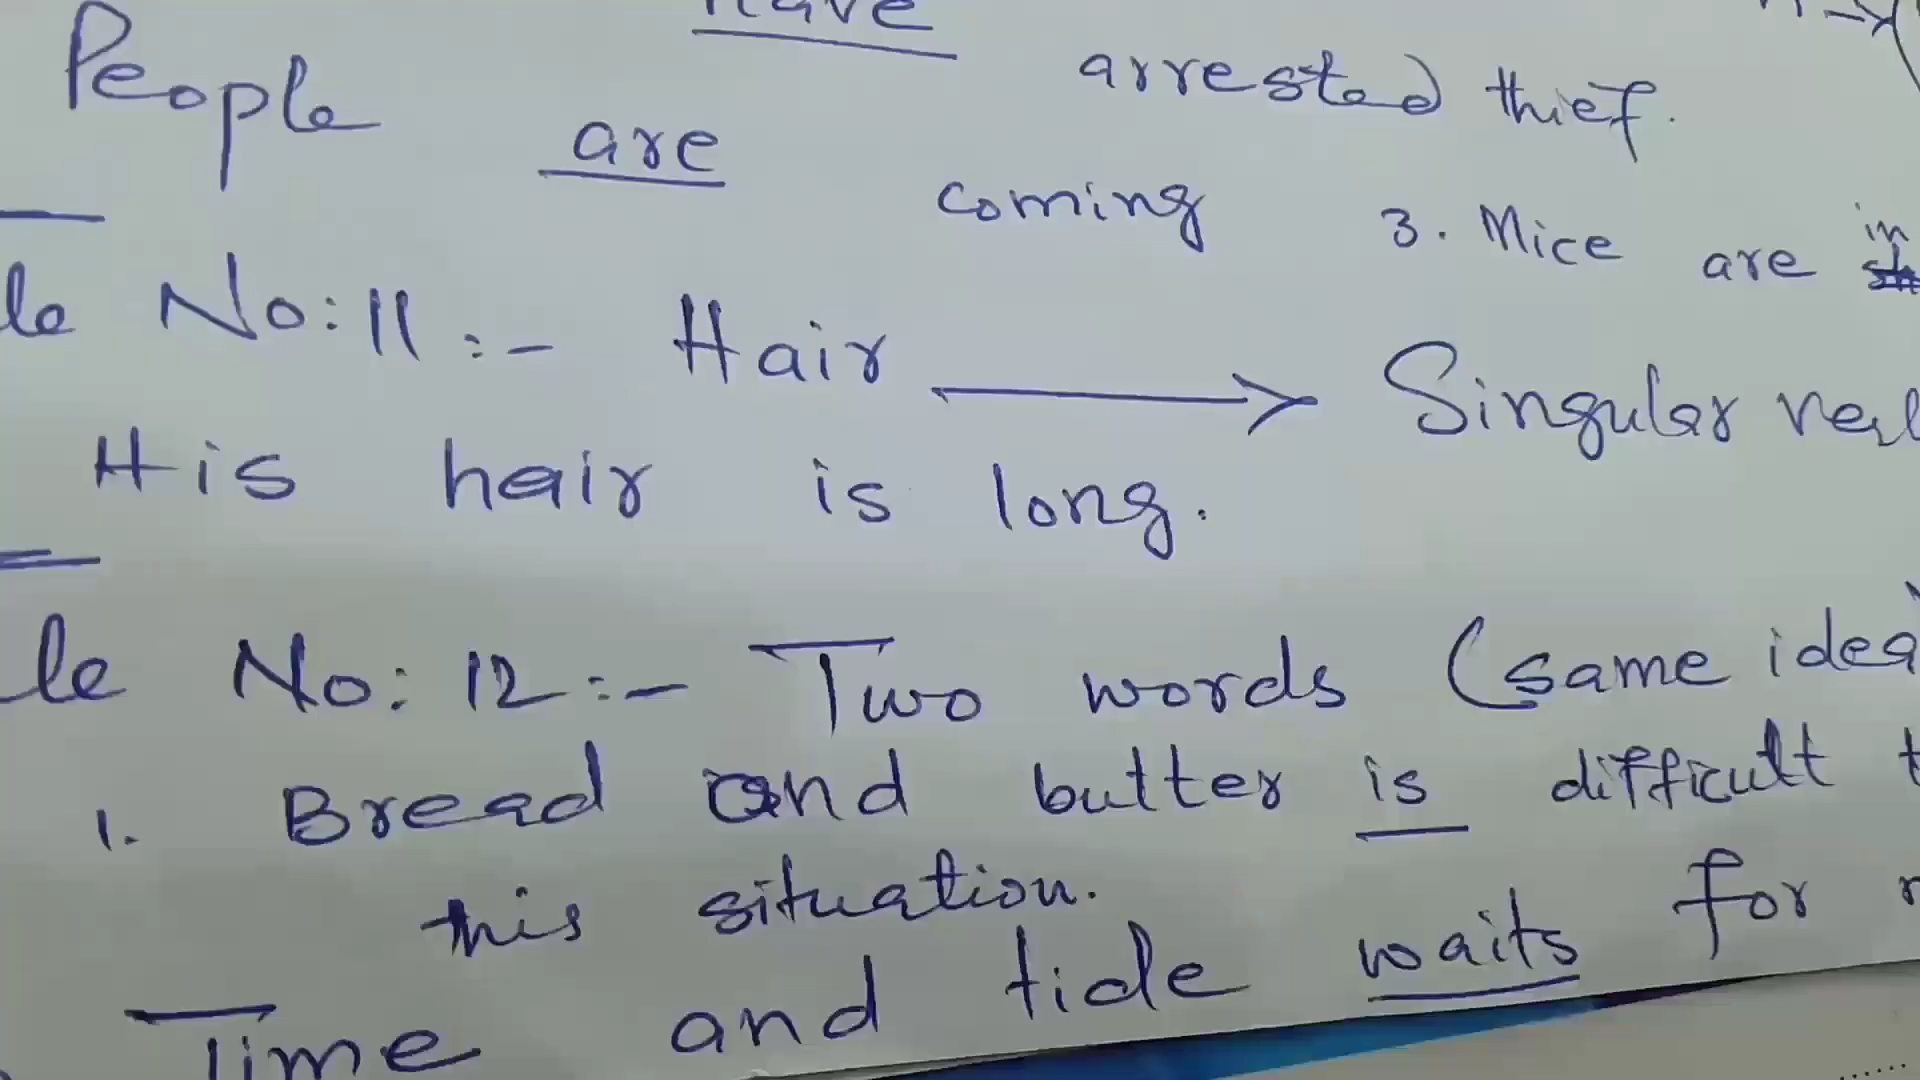 have arrested thief.
People are coming 3. Mice are in
le No: 11 :- Hair → Singular
His hair is long.
le No: 12 :- Two words (same idea)
1. Bread and butter is difficult
this situation.
Time and tide waits for